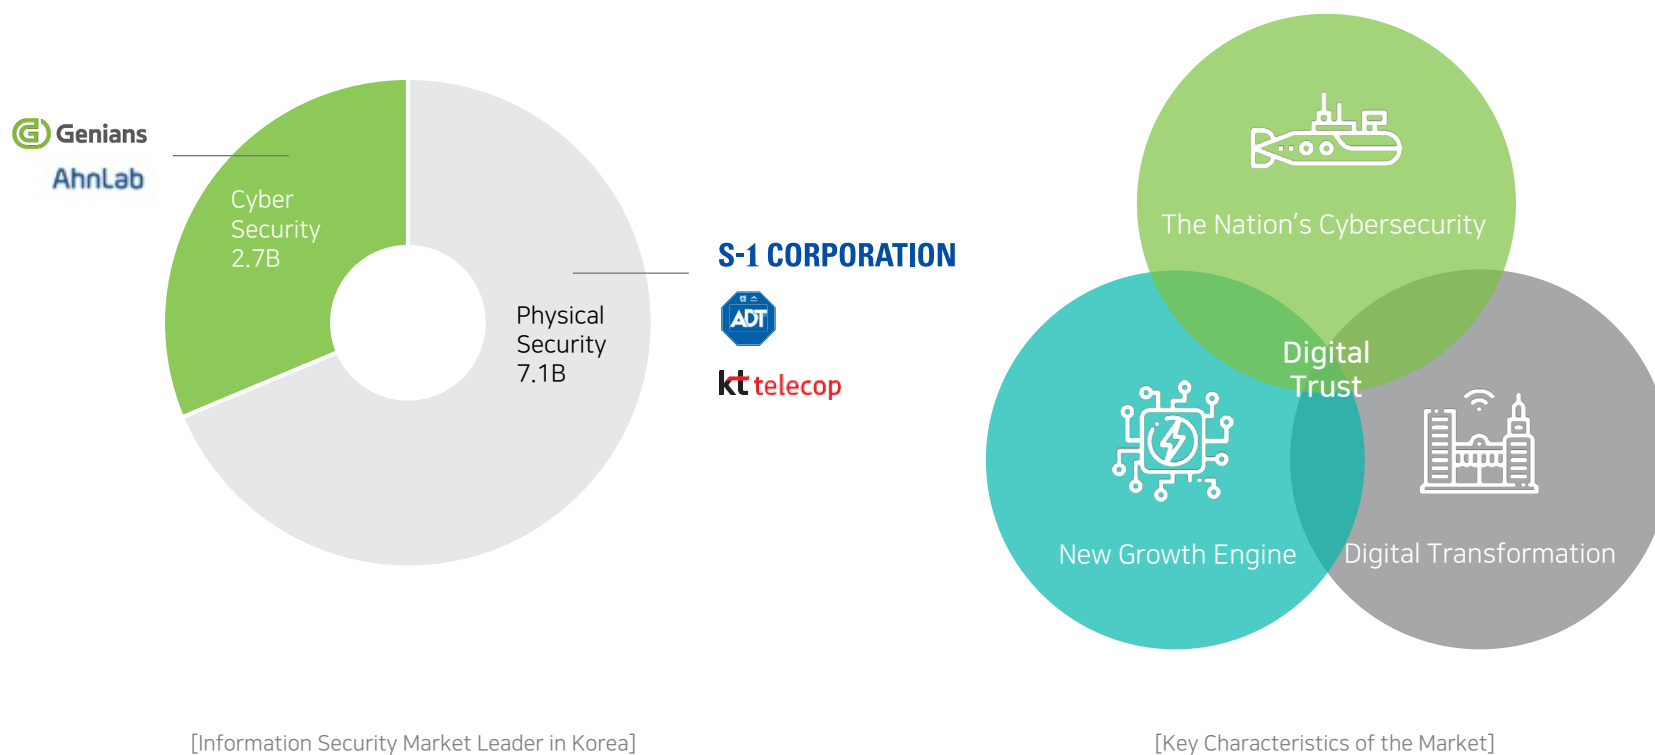 Genians
AhnLab
Cyber
Security
2.7B
Physical
Security
7.1B
S-1 CORPORATION
ADT
kt telecop
[Information Security Market Leader in Korea]
The Nation's Cybersecurity
Digital
Trust
New Growth Engine
Digital Transformation
[Key Characteristics of the Market]